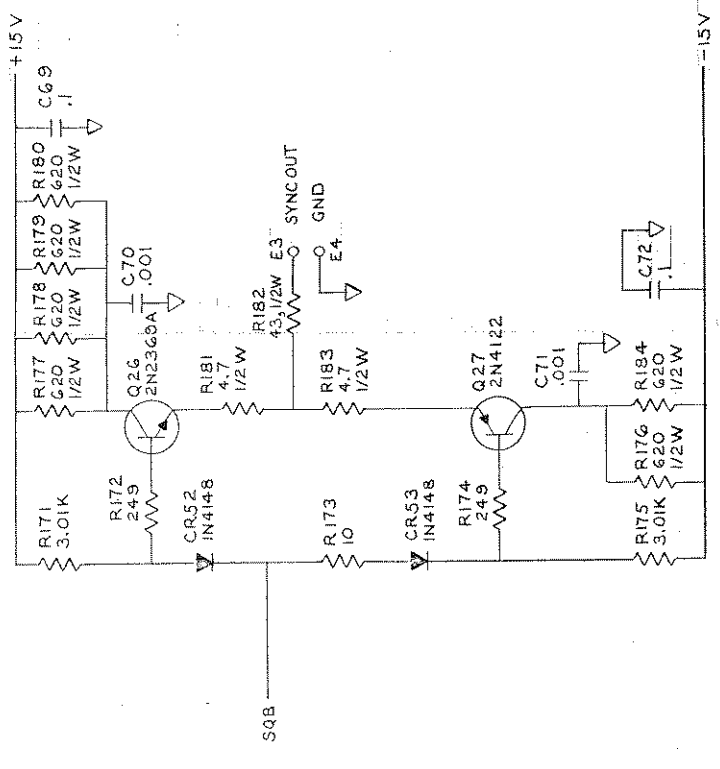 +15V
R177
620
1/2W
R178
620
1/2W
R179
620
1/2W
R180
620
1/2W
C69
.1
R171
3.01K
Q26
2N2369A
C70
.001
R172
249
CR52
1N4148
R181
4.7
1/2W
R182
43,1/2W
E3
SYNCOUT
GND
E4
SQB
R173
10
R183
4.7
1/2W
CR53
1N4148
Q27
2N4122
R174
249
C71
.001
C72
.1
R175
3.01K
R176
620
1/2W
R184
620
1/2W
-15V